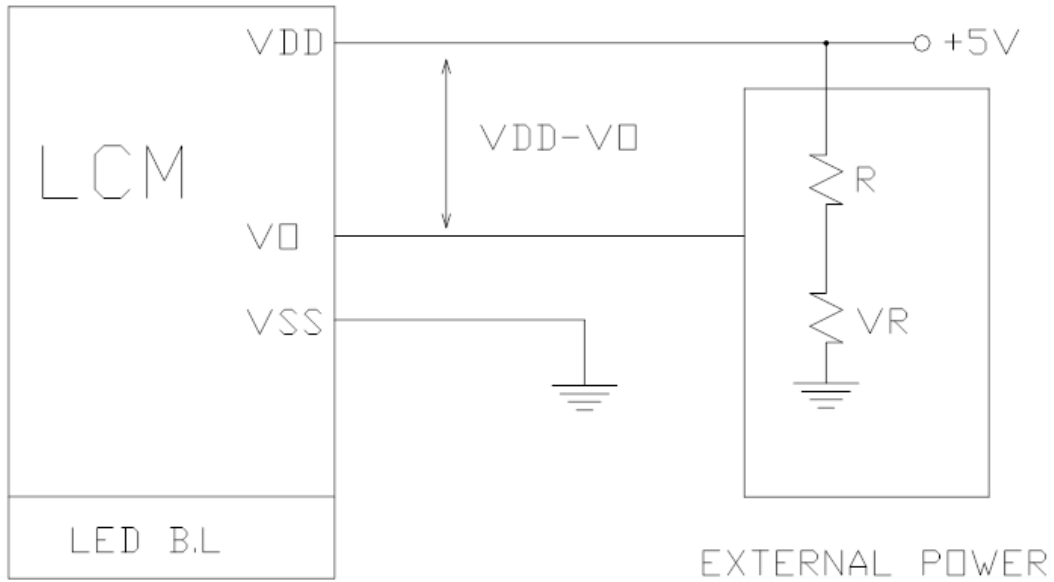 VDD
+5V
VDD-VO
LCM
R
VO
VSS
VR
LED B.L
EXTERNAL POWER